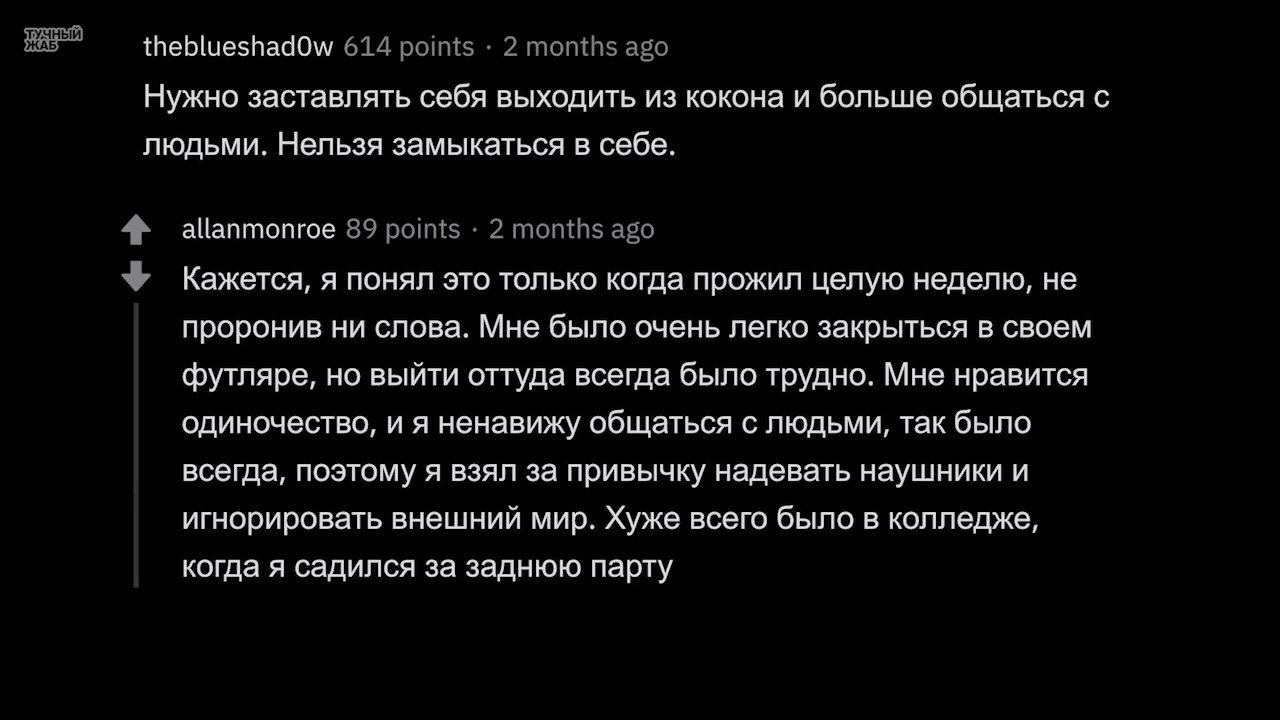 ТУЧНЫЙ
ЖАБ
theblueshad0w 614 points · 2 months ago
Нужно заставлять себя выходить из кокона и больше общаться с
людьми. Нельзя замыкаться в себе.
allanmonroe 89 points · 2 months ago
Кажется, я понял это только когда прожил целую неделю, не
проронив ни слова. Мне было очень легко закрыться в своем
футляре, но выйти оттуда всегда было трудно. Мне нравится
одиночество, и я ненавижу общаться с людьми, так было
всегда, поэтому я взял за привычку надевать наушники и
игнорировать внешний мир. Хуже всего было в колледже,
когда я садился за заднюю парту